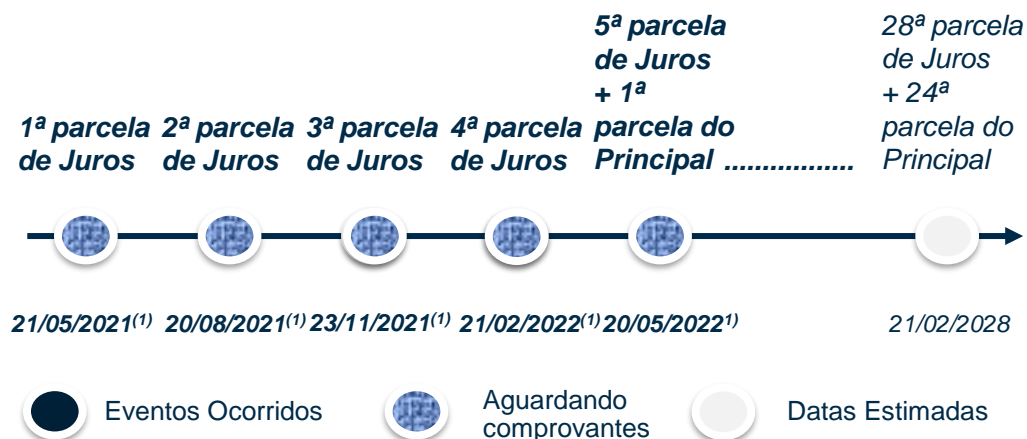 1ª parcela
de Juros
2ª parcela
de Juros
3ª parcela
de Juros
4ª parcela
de Juros
5ª parcela
de Juros
+ 1ª
parcela do
Principal .................
28ª parcela
de Juros
+ 24ª
parcela do
Principal
21/05/2021(1) 20/08/2021(1) 23/11/2021(1) 21/02/2022(1) 20/05/20221) 21/02/2028
Eventos Ocorridos
Aguardando
comprovantes
Datas Estimadas